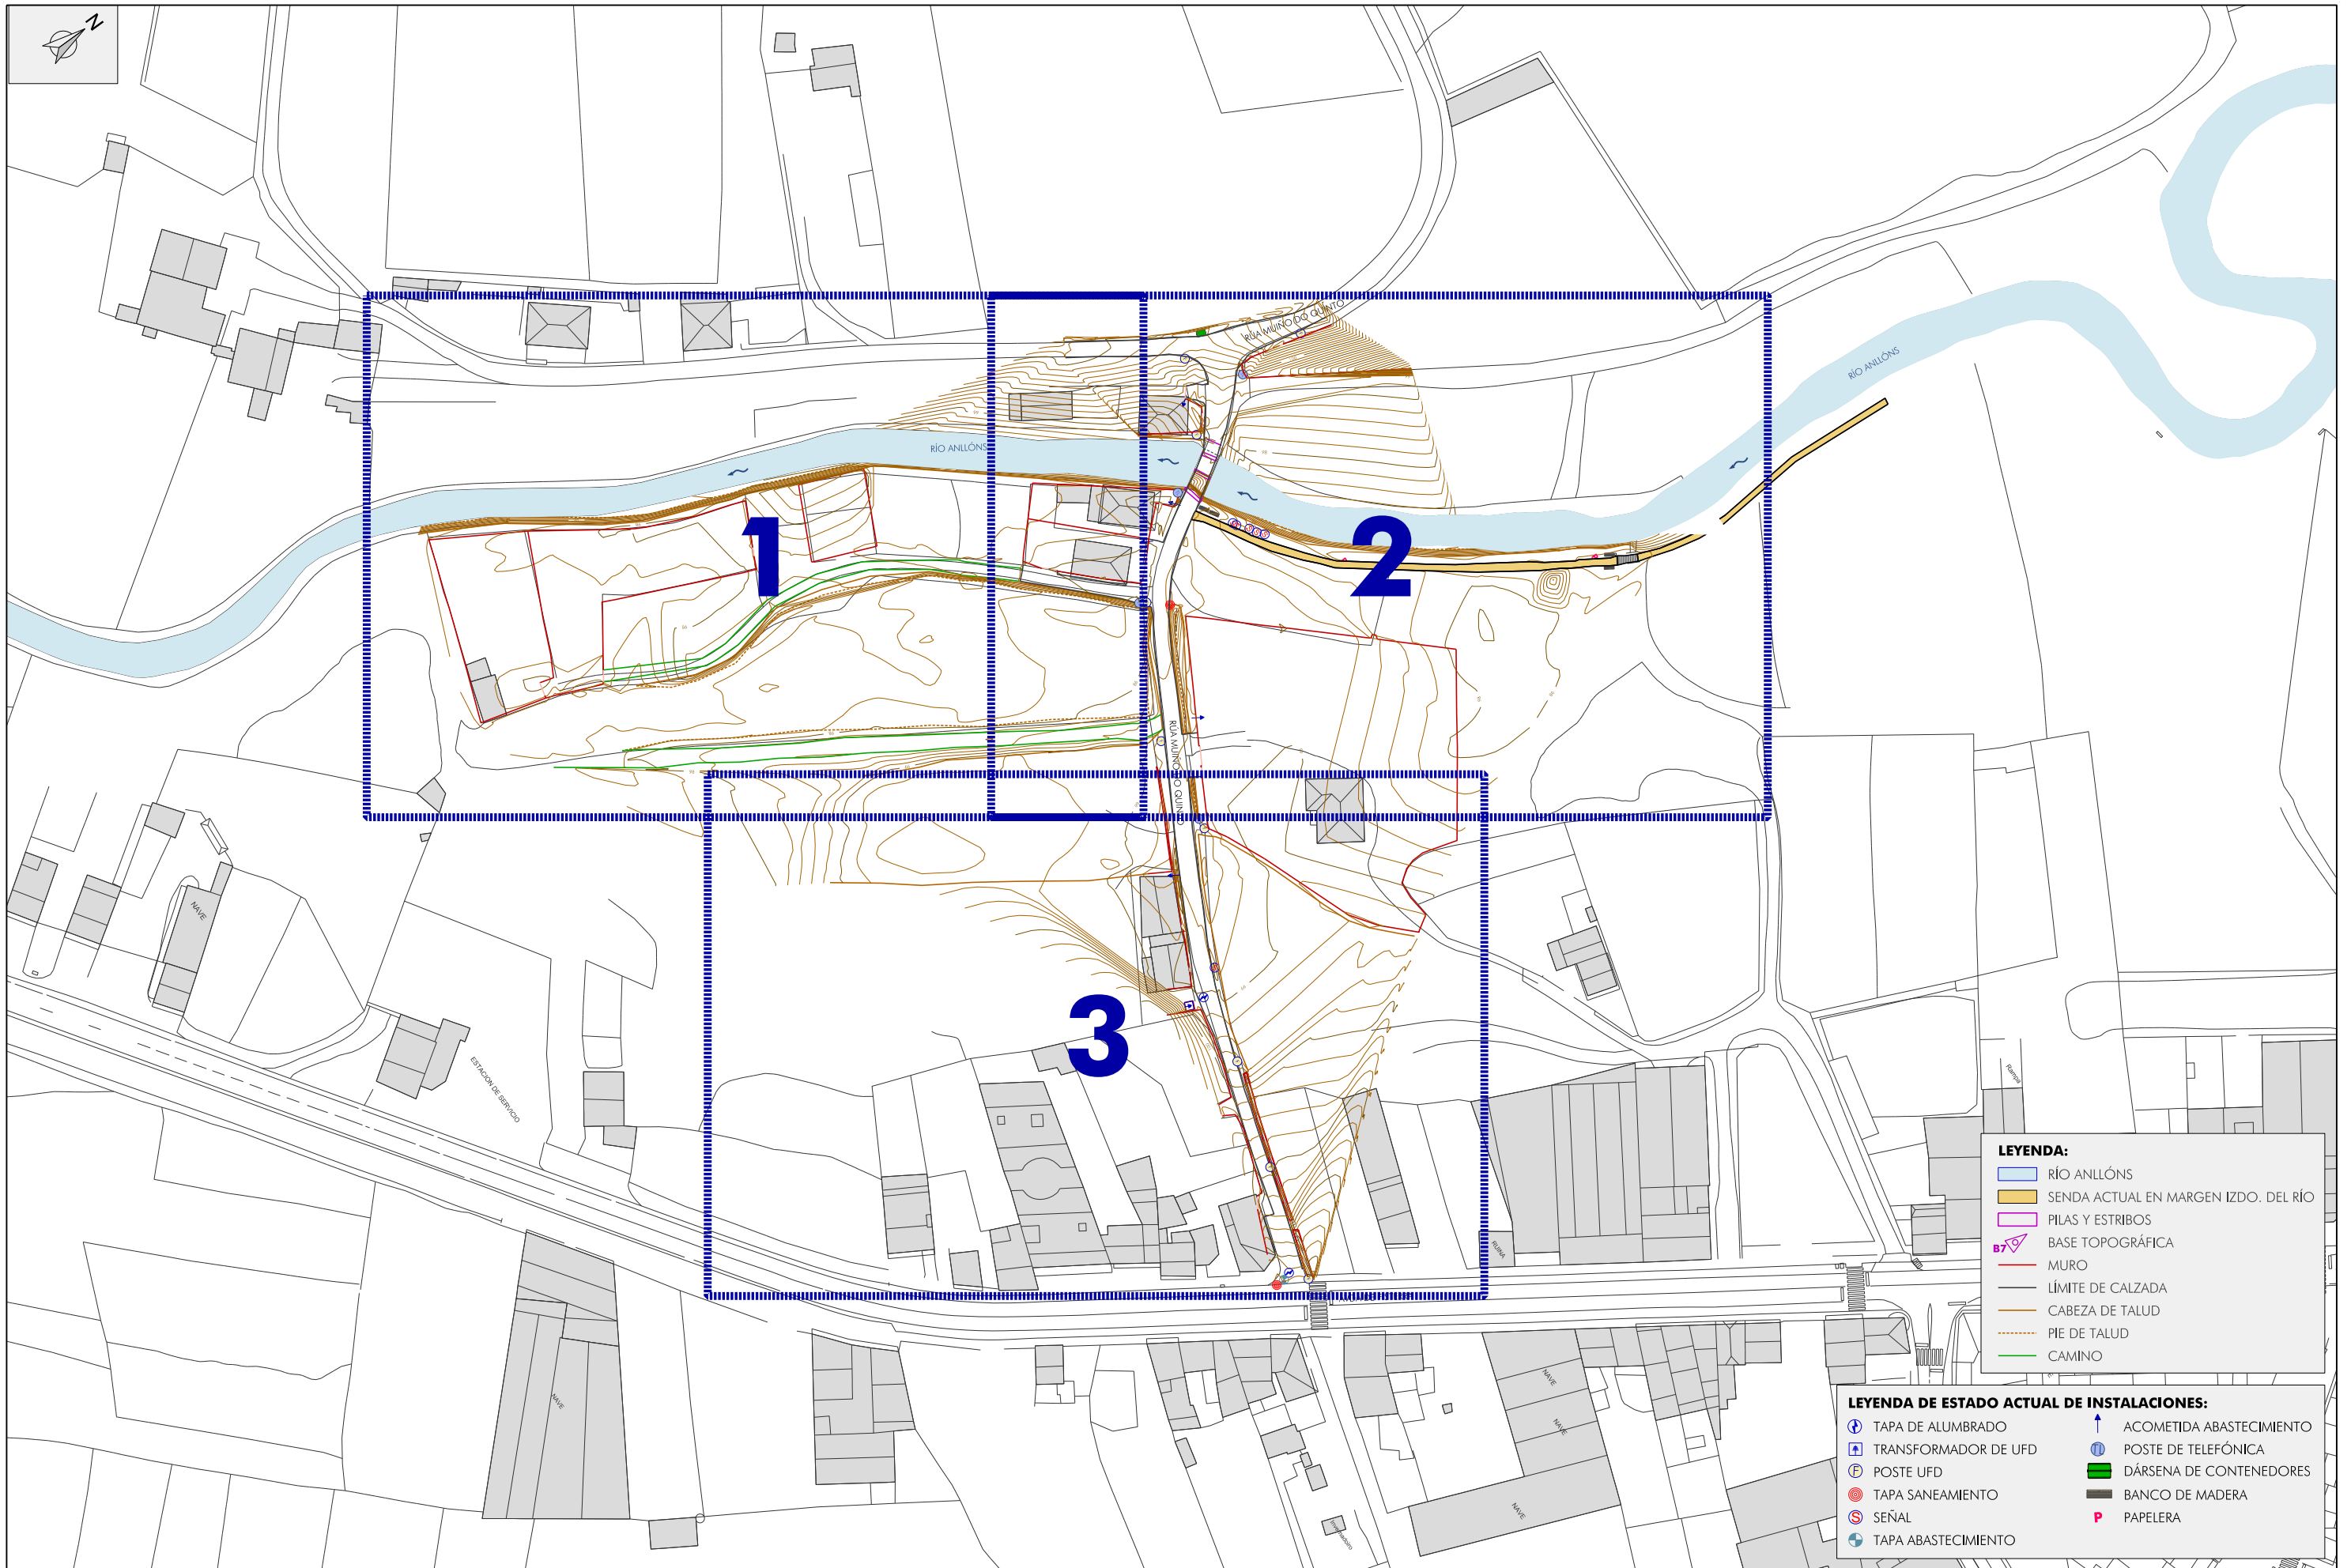 N
RÚA MUIÑO DO QUINTO
RÍO ANLLÓNS
RÍO ANLLÓNS
1
2
RÚA MUIÑO DO QUINTO
NAVE
3
ESTACION DE SERVICIO
Rampa
RUINA
NAVE
NAVE
NAVE
NAVE
Invernadero
LEYENDA:
RÍO ANLLÓNS
SENDA ACTUAL EN MARGEN IZDO. DEL RÍO
PILAS Y ESTRIBOS
B7 BASE TOPOGRÁFICA
MURO
LÍMITE DE CALZADA
CABEZA DE TALUD
PIE DE TALUD
CAMINO
LEYENDA DE ESTADO ACTUAL DE INSTALACIONES:
TAPA DE ALUMBRADO
TRANSFORMADOR DE UFD
F POSTE UFD
TAPA SANEAMIENTO
S SEÑAL
TAPA ABASTECIMIENTO
ACOMETIDA ABASTECIMIENTO
POSTE DE TELEFÓNICA
DÁRSENA DE CONTENEDORES
BANCO DE MADERA
P PAPELERA